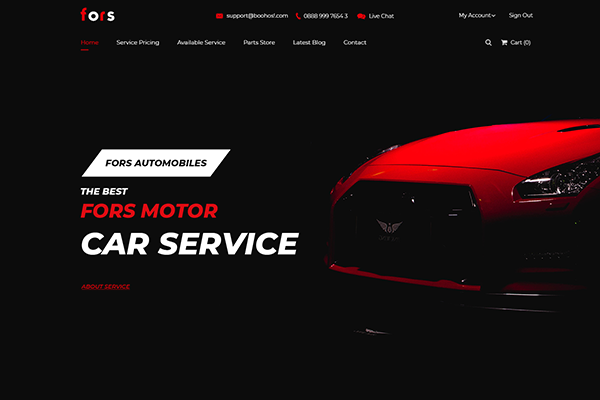 fors
support@boohosf.com 0888 999 7654 3 Live Chat My Account Sign Out
Home Service Pricing Available Service Parts Store Latest Blog Contact Cart (0)
FORS AUTOMOBILES
THE BEST
FORS MOTOR
CAR SERVICE
ABOUT SERVICE